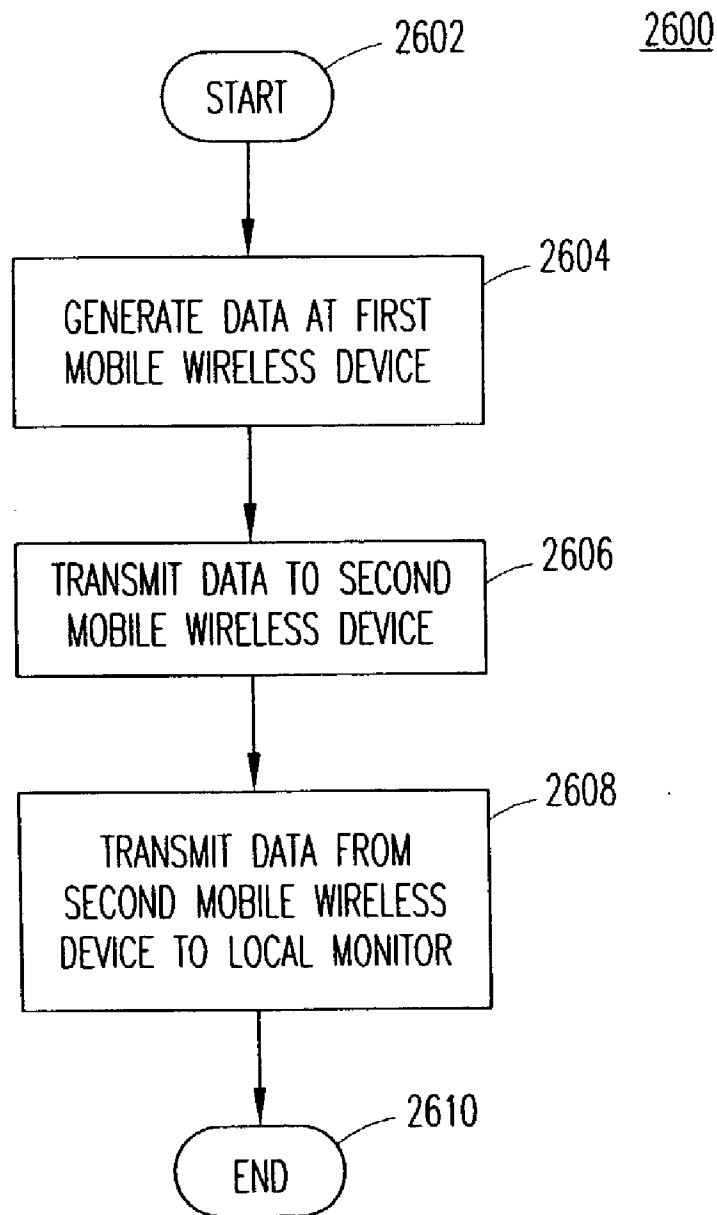 2600
2602
START
2604
GENERATE DATA AT FIRST
MOBILE WIRELESS DEVICE
2606
TRANSMIT DATA TO SECOND
MOBILE WIRELESS DEVICE
2608
TRANSMIT DATA FROM
SECOND MOBILE WIRELESS
DEVICE TO LOCAL MONITOR
2610
END